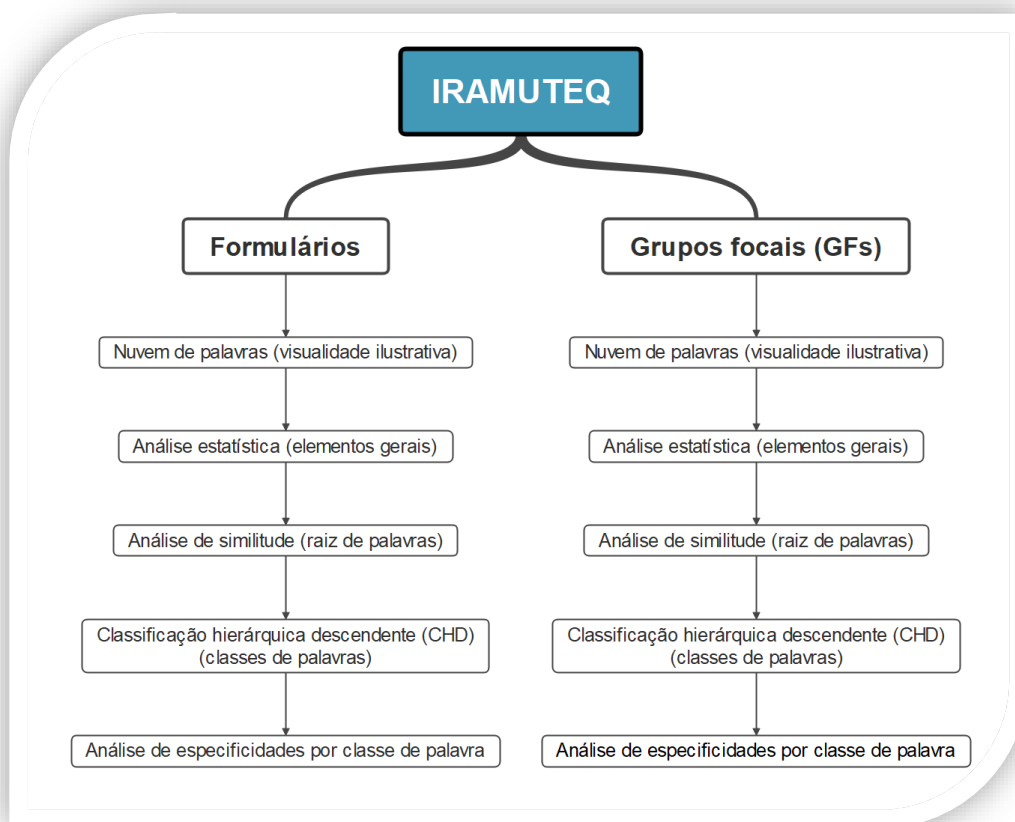 IRAMUTEQ
Formulários
Nuvem de palavras (visualidade ilustrativa)
Análise estatística (elementos gerais)
Análise de similitude (raiz de palavras)
Classificação hierárquica descendente (CHD)
(classes de palavras)
Análise de especificidades por classe de palavra
Grupos focais (GFs)
Nuvem de palavras (visualidade ilustrativa)
Análise estatística (elementos gerais)
Análise de similitude (raiz de palavras)
Classificação hierárquica descendente (CHD)
(classes de palavras)
Análise de especificidades por classe de palavra